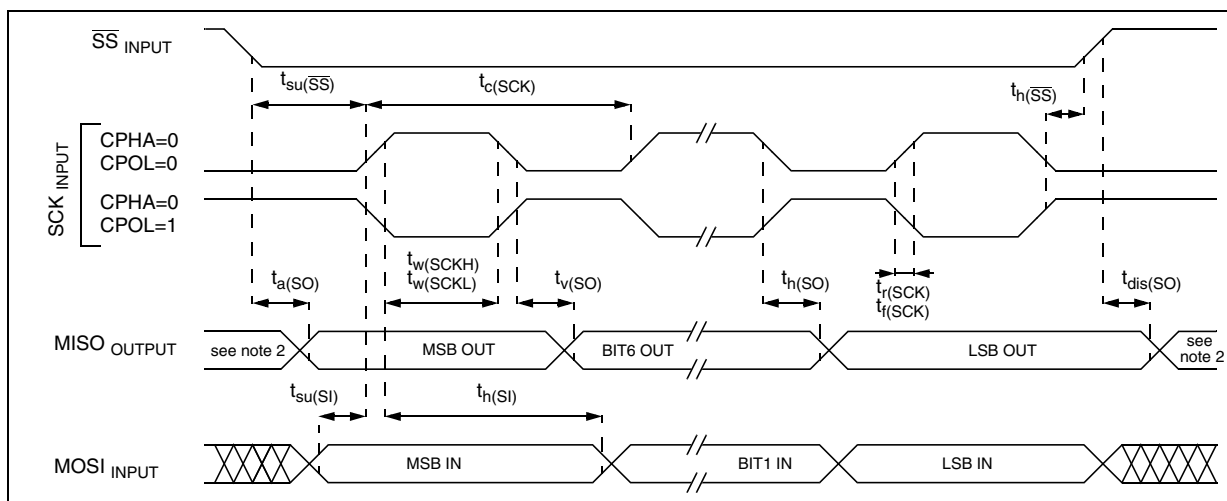 SS INPUT
tsu(SS)
tc(SCK)
th(SS)
SCK INPUT
CPHA=0
CPOL=0
CPHA=0
CPOL=1
ta(SO)
tw(SCKH)
tw(SCKL)
tv(SO)
th(SO)
tr(SCK)
tf(SCK)
tdis(SO)
MISO OUTPUT
see note 2
MSB OUT
BIT6 OUT
LSB OUT
see
note 2
tsu(SI)
th(SI)
MOSI INPUT
MSB IN
BIT1 IN
LSB IN